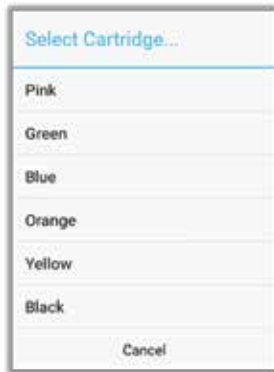 Select Cartridge...
Pink
Green
Blue
Orange
Yellow
Black
Cancel